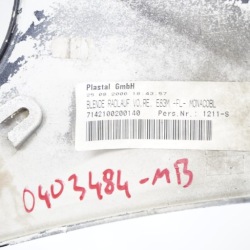 Plastal GmbH
25.09.2000 10:43:57
BLENDE RADLAUF VO.RE. E53M -FL- MONACOBL
7142100200140 Pers.Nr.: 1211-S
0403484-MB